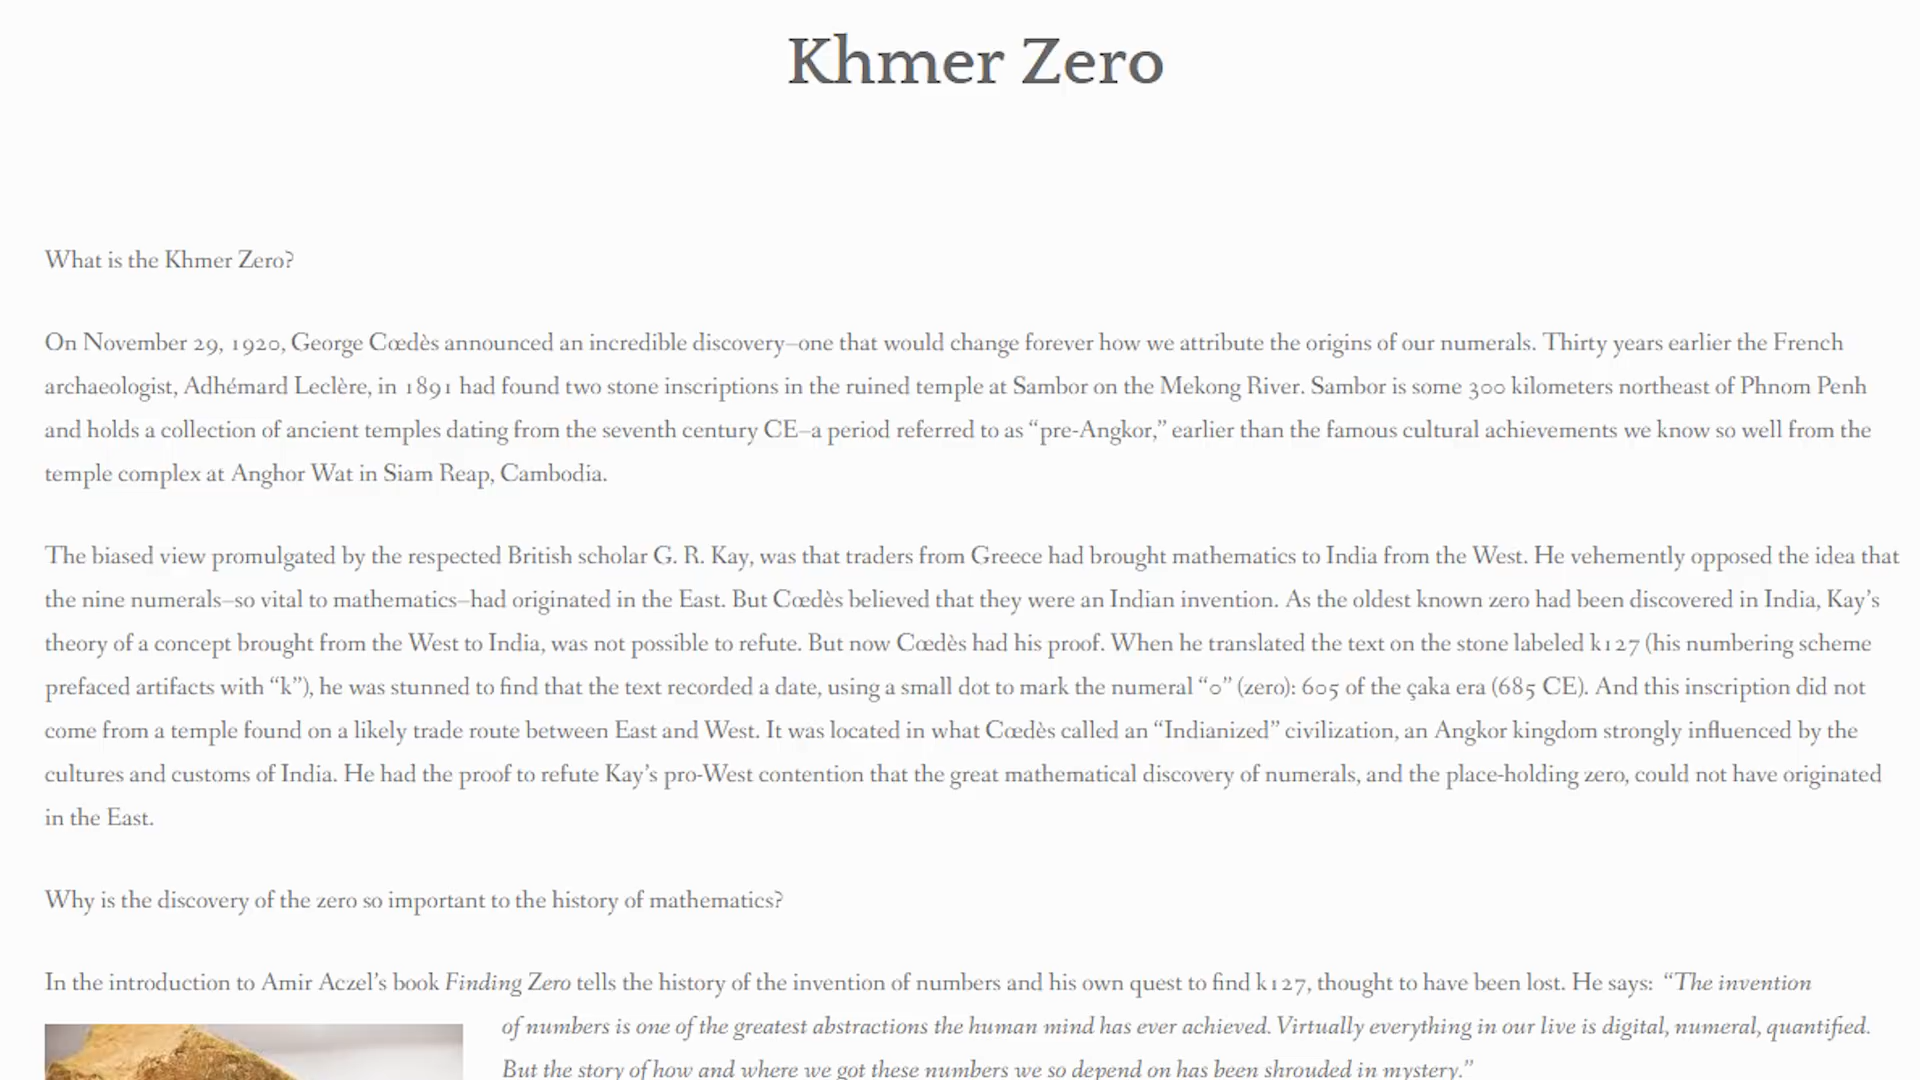 Khmer Zero
What is the Khmer Zero?
On November 29, 1920, George Cœdès announced an incredible discovery–one that would change forever how we attribute the origins of our numerals. Thirty years earlier the French
archaeologist, Adhémard Leclère, in 1891 had found two stone inscriptions in the ruined temple at Sambor on the Mekong River. Sambor is some 300 kilometers northeast of Phnom Penh
and holds a collection of ancient temples dating from the seventh century CE–a period referred to as “pre-Angkor,” earlier than the famous cultural achievements we know so well from the
temple complex at Anghor Wat in Siam Reap, Cambodia.
The biased view promulgated by the respected British scholar G. R. Kay, was that traders from Greece had brought mathematics to India from the West. He vehemently opposed the idea that
the nine numerals–so vital to mathematics–had originated in the East. But Cœdès believed that they were an Indian invention. As the oldest known zero had been discovered in India, Kay’s
theory of a concept brought from the West to India, was not possible to refute. But now Cœdès had his proof. When he translated the text on the stone labeled k127 (his numbering scheme
prefaced artifacts with “k”), he was stunned to find that the text recorded a date, using a small dot to mark the numeral “0” (zero): 605 of the çaka era (685 CE). And this inscription did not
come from a temple found on a likely trade route between East and West. It was located in what Cœdès called an “Indianized” civilization, an Angkor kingdom strongly influenced by the
cultures and customs of India. He had the proof to refute Kay’s pro-West contention that the great mathematical discovery of numerals, and the place-holding zero, could not have originated
in the East.
Why is the discovery of the zero so important to the history of mathematics?
In the introduction to Amir Aczel’s book Finding Zero tells the history of the invention of numbers and his own quest to find k127, thought to have been lost. He says: “The invention
of numbers is one of the greatest abstractions the human mind has ever achieved. Virtually everything in our live is digital, numeral, quantified.
But the story of how and where we got these numbers we so depend on has been shrouded in mystery.”